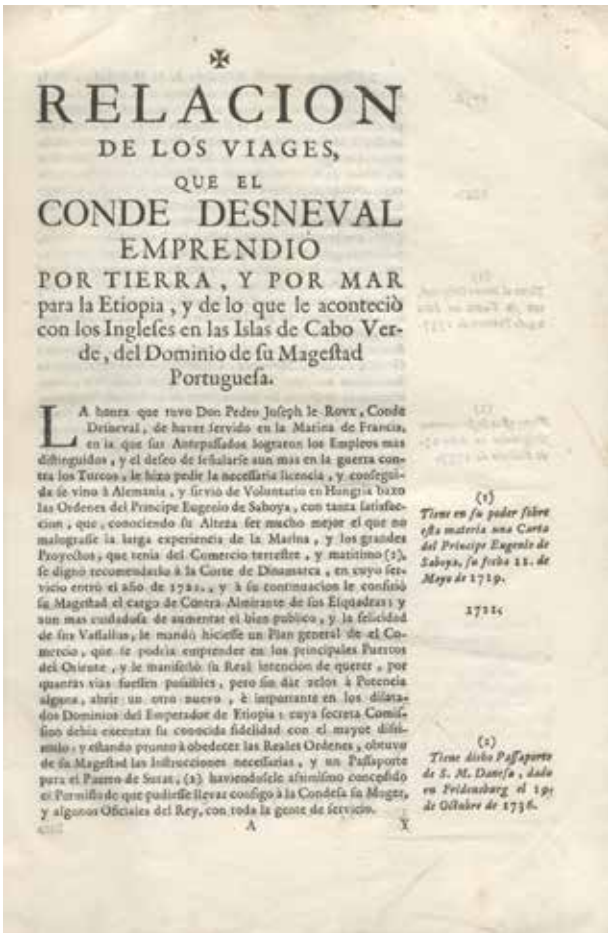 ✠
RELACION
DE LOS VIAGES,
QUE EL
CONDE DESNEVAL
EMPRENDIO
POR TIERRA, Y POR MAR
para la Etiopia, y de lo que le aconteciò
con los Ingleses en las Islas de Cabo Ver-
de, del Dominio de su Magestad
Portuguesa.
LA honra que tuvo Don Pedro Joseph le Roux, Conde
Desneval, de haver servido en la Marina de Francia,
en la que sus Antepassados lograron los Empleos mas
distinguidos, y el deseo de señalarse aun mas en la guerra con-
tra los Turcos, le hizo pedir la necessaria licencia, y consegui-
da se vino à Alemania, y sirviò de Voluntario en Hungria baxo
las Ordenes del Principe Eugenio de Saboya, con tanta satisfac-
cion, que, conociendo su Alteza ser mucho mejor el que no
malograsse la larga experiencia de la Marina, y los grandes
Proyectos, que tenia del Comercio terrestre, y maritimo (1),
se dignò recomendarlo à la Corte de Dinamarca, en cuyo ser-
vicio entrò el año de 1721., y à su continuacion le confiriò
su Magestad el cargo de Contra-Almirante de sus Esquadras; y
aun mas cuidadosa de aumentar el bien publico, y la felicidad
de sus Vassallos, le mandò hiciesse un Plan general de el Co-
mercio, que se podria emprender en los principales Puertos
del Oriente, y le manifestò su Real intencion de querer, por
quantas vias fuessen possibles, pero sin dar zelos à Potencia
alguna, abrir un otro nuevo, è importante en los dilata-
dos Dominios del Emperador de Etiopia; cuya secreta Comis-
sion debia executar su conocida fidelidad con el mayor dissi-
mulo; y estando pronto à obedecer las Reales Ordenes, obtuvo
de su Magestad las Instrucciones necessarias, y un Passaporte
para el Puerto de Surat, (2) haviendosele assimismo concedido
el Permisso de que pudiesse llevar consigo à la Condesa su Muger,
y algunos Oficiales del Rey, con toda la gente de servicio.
A Y
(1)
Tiene en su poder sobre
esta materia una Carta
del Principe Eugenio de
Saboya, su fecha 22. de
Mayo de 1719.
1721.
(2)
Tiene dicho Passaporte
de S. M. Danesa, dado
en Fridensburg el 19.
de Octubre de 1736.